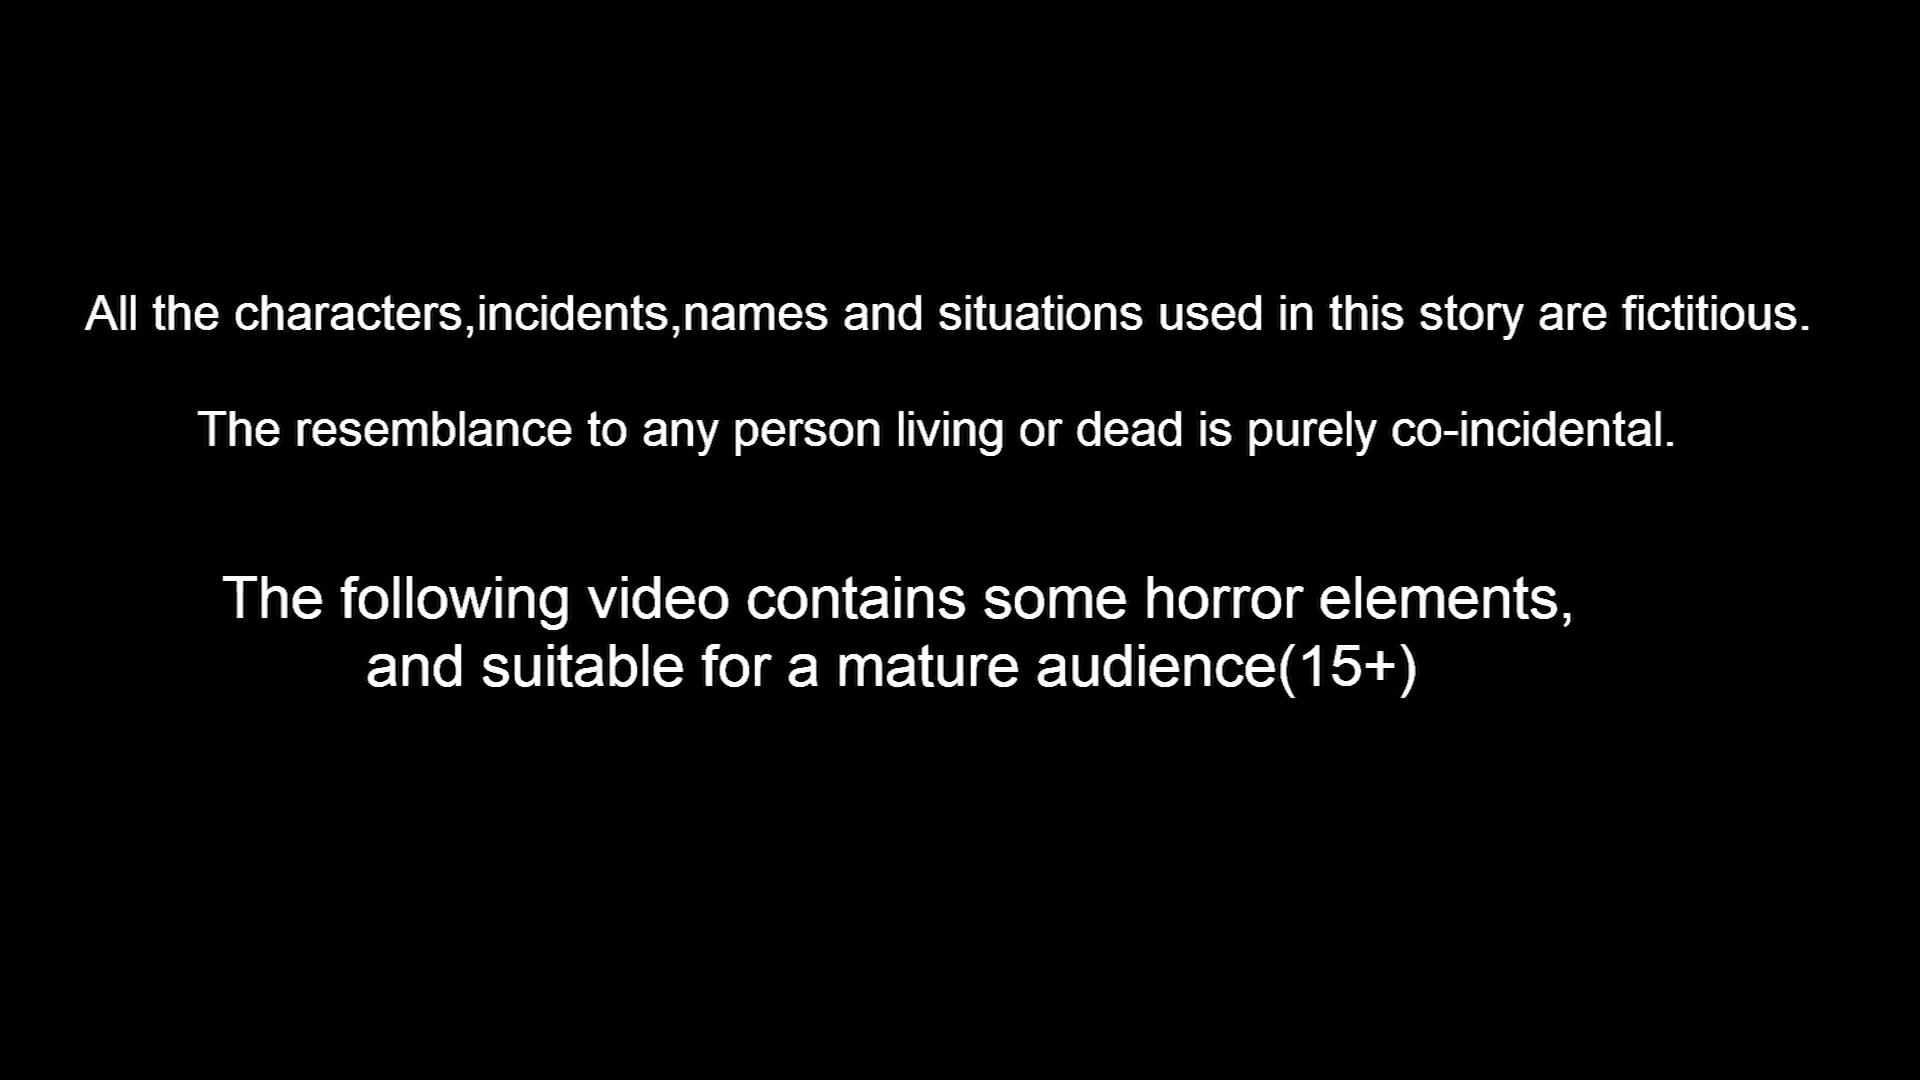 All the characters,incidents,names and situations used in this story are fictitious.
The resemblance to any person living or dead is purely co-incidental.
The following video contains some horror elements,
and suitable for a mature audience(15+)